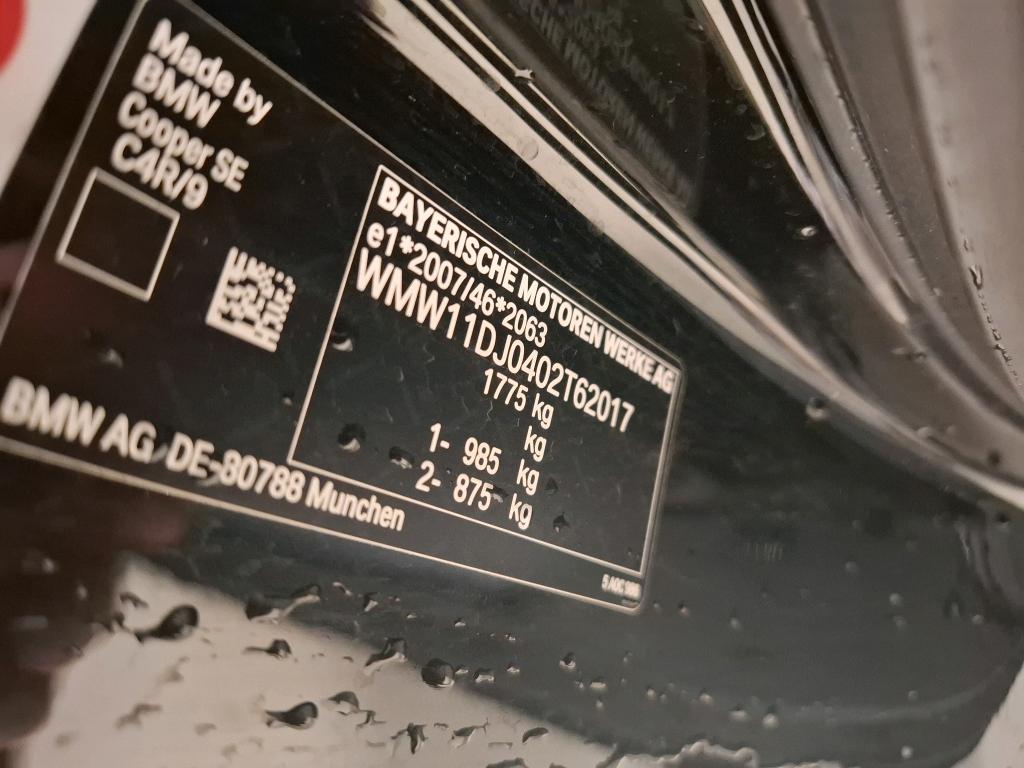 Made by
BMW
Cooper SE
C4R/9
BAYERISCHE MOTOREN WERKE AG
e1*2007/46*2063
WMW11DJ0402T62017
1775 kg
kg
1- 985 kg
2- 875 kg
BMW AG, DE-80788 Munchen